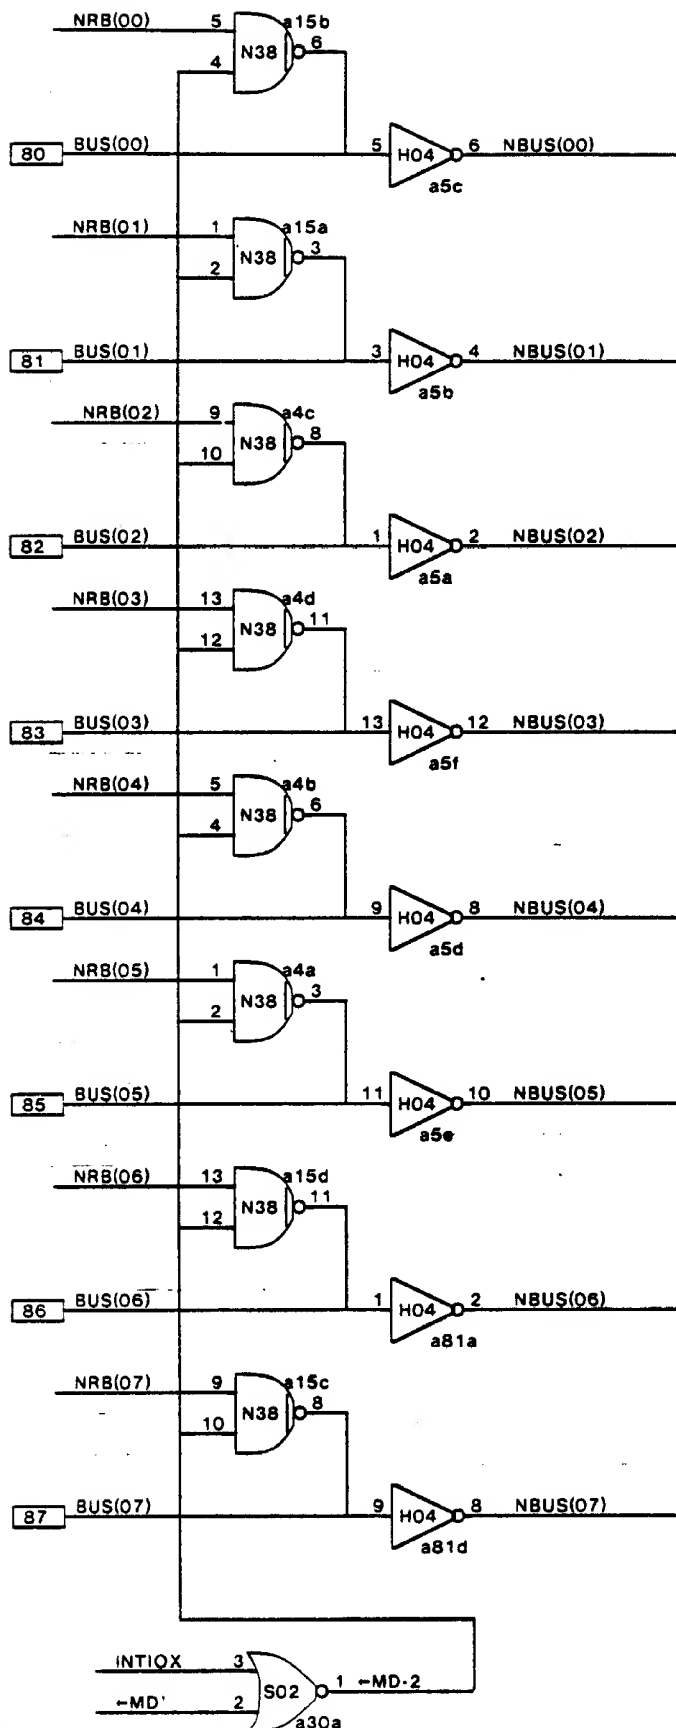 NRB(00) 5 a15b
N38 6
4
80 BUS(00) 5 H04 6 NBUS(00)
a5c
NRB(01) 1 a15a
N38 3
2
81 BUS(01) 3 H04 4 NBUS(01)
a5b
NRB(02) 9 a4c
N38 8
10
82 BUS(02) 1 H04 2 NBUS(02)
a5a
NRB(03) 13 a4d
N38 11
12
83 BUS(03) 13 H04 12 NBUS(03)
a5f
NRB(04) 5 a4b
N38 6
4
84 BUS(04) 9 H04 8 NBUS(04)
a5d
NRB(05) 1 a4a
N38 3
2
85 BUS(05) 11 H04 10 NBUS(05)
a5e
NRB(06) 13 a15d
N38 11
12
86 BUS(06) 1 H04 2 NBUS(06)
a81a
NRB(07) 9 a15c
N38 8
10
87 BUS(07) 9 H04 8 NBUS(07)
a81d
INTIOX 3
S02 1 ←MD-2
←MD' 2
a30a